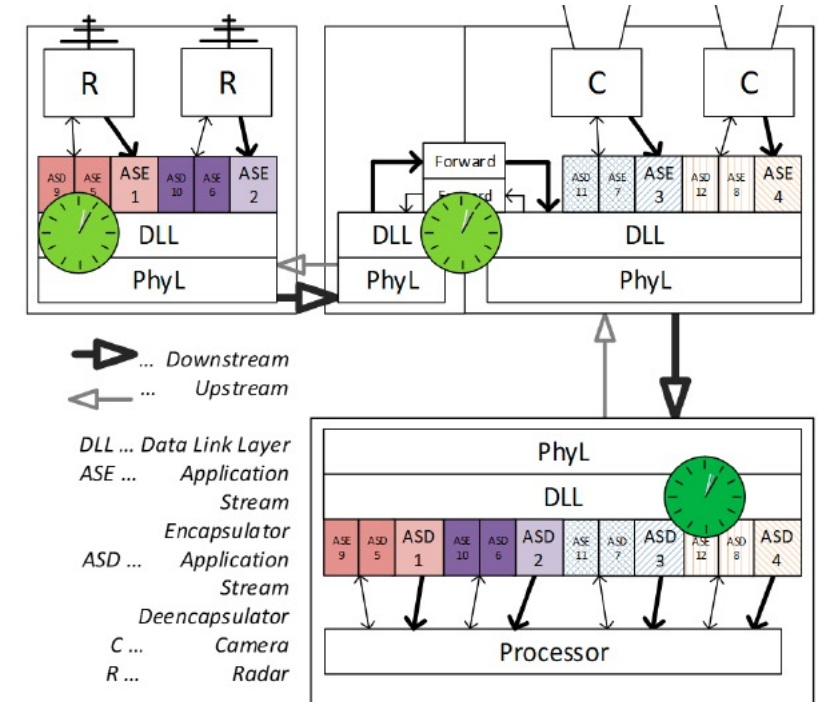 R
R
C
C
ASD 9
ASE 5
ASE 1
ASD 10
ASE 6
ASE 2
Forward
Forward
ASD 11
ASE 7
ASE 3
ASD 12
ASE 8
ASE 4
DLL
DLL
DLL
PhyL
PhyL
PhyL
... Downstream
... Upstream
DLL ... Data Link Layer
ASE ... Application
Stream
Encapsulator
ASD ... Application
Stream
Deencapsulator
C ... Camera
R ... Radar
PhyL
DLL
ASE 9
ASD 5
ASD 1
ASE 10
ASD 6
ASD 2
ASE 11
ASD 7
ASD 3
ASE 12
ASD 8
ASD 4
Processor